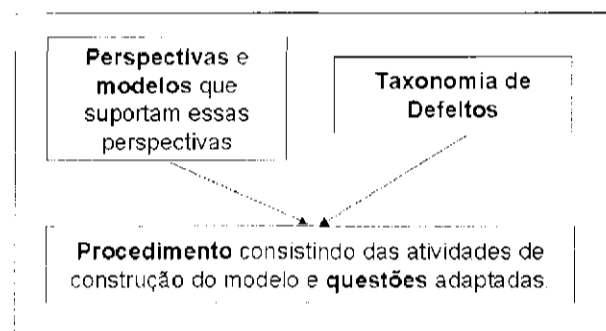 Perspectivas e
modelos que
suportam essas
perspectivas
Taxonomia de
Defeitos
Procedimento consistindo das atividades de
construção do modelo e questões adaptadas.